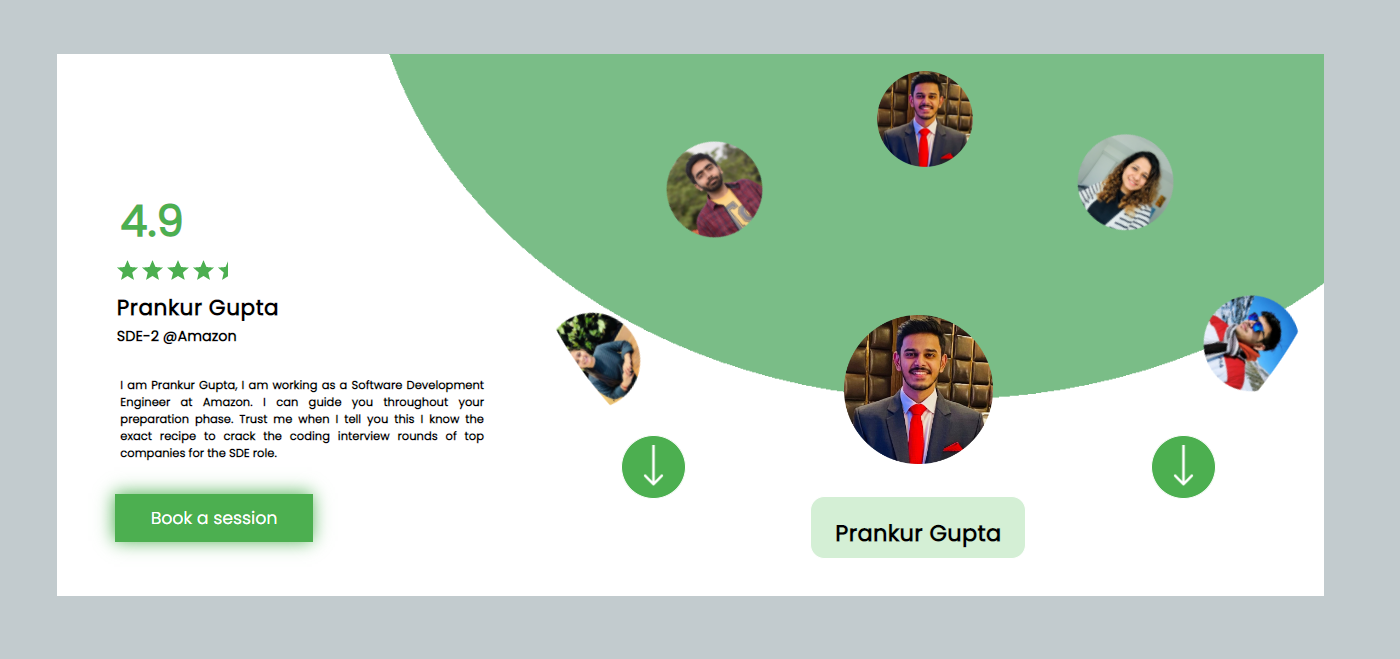 4.9
Prankur Gupta
SDE-2 @Amazon
I am Prankur Gupta, I am working as a Software Development
Engineer at Amazon. I can guide you throughout your
preparation phase. Trust me when I tell you this I know the
exact recipe to crack the coding interview rounds of top
companies for the SDE role.
Book a session
Prankur Gupta